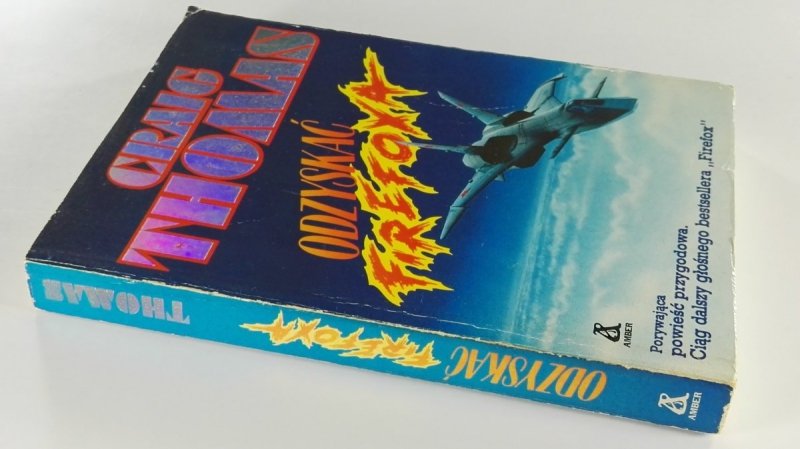 CRAIG
THOMAS
ODZYSKAĆ
FIREFOXA
Porywająca
powieść przygodowa.
Ciąg dalszy głośnego bestsellera „Firefox”
AMBER
THOMAS
FIREFOXA
ODZYSKAĆ
AMBER